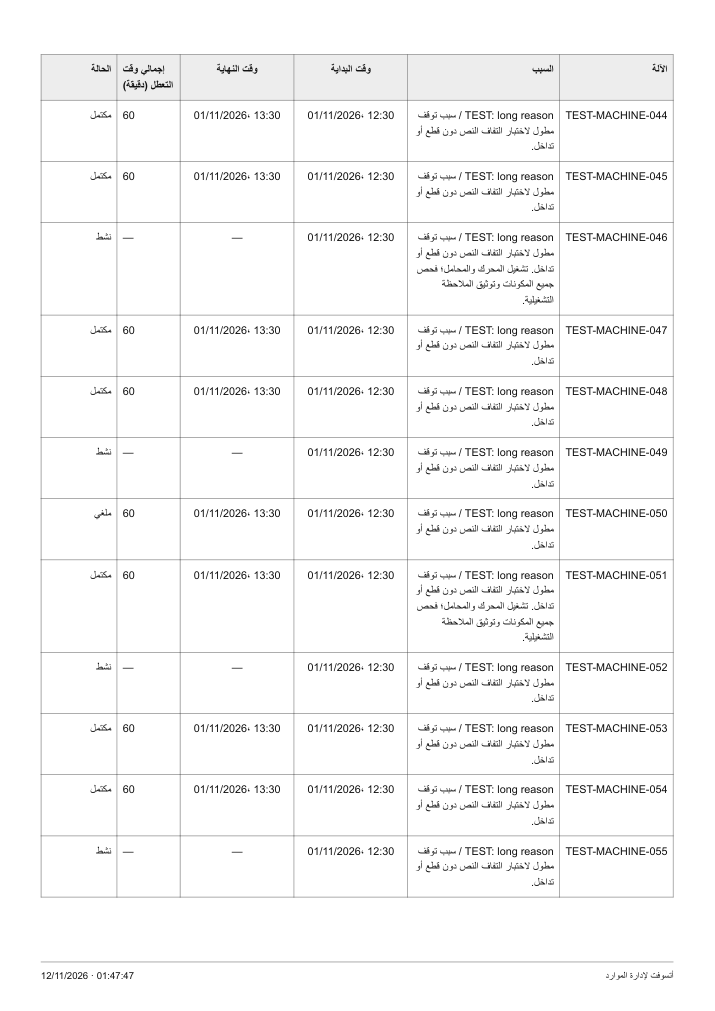 الآلة السبب وقت البداية وقت النهاية إجمالي وقت التعطل (دقيقة) الحالة
TEST-MACHINE-044 TEST: long reason / سبب توقف 01/11/2026، 12:30 01/11/2026، 13:30 60 مكتمل
مطول لاختبار التفاف النص دون قطع أو
تداخل.
TEST-MACHINE-045 TEST: long reason / سبب توقف 01/11/2026، 12:30 01/11/2026، 13:30 60 مكتمل
مطول لاختبار التفاف النص دون قطع أو
تداخل.
TEST-MACHINE-046 TEST: long reason / سبب توقف 01/11/2026، 12:30 — — نشط
مطول لاختبار التفاف النص دون قطع أو
تداخل. تشغيل المحرك والمحامل؛ فحص
جميع المكونات وتوثيق الملاحظة
التشغيلية.
TEST-MACHINE-047 TEST: long reason / سبب توقف 01/11/2026، 12:30 01/11/2026، 13:30 60 مكتمل
مطول لاختبار التفاف النص دون قطع أو
تداخل.
TEST-MACHINE-048 TEST: long reason / سبب توقف 01/11/2026، 12:30 01/11/2026، 13:30 60 مكتمل
مطول لاختبار التفاف النص دون قطع أو
تداخل.
TEST-MACHINE-049 TEST: long reason / سبب توقف 01/11/2026، 12:30 — — نشط
مطول لاختبار التفاف النص دون قطع أو
تداخل.
TEST-MACHINE-050 TEST: long reason / سبب توقف 01/11/2026، 12:30 01/11/2026، 13:30 60 ملغي
مطول لاختبار التفاف النص دون قطع أو
تداخل.
TEST-MACHINE-051 TEST: long reason / سبب توقف 01/11/2026، 12:30 01/11/2026، 13:30 60 مكتمل
مطول لاختبار التفاف النص دون قطع أو
تداخل. تشغيل المحرك والمحامل؛ فحص
جميع المكونات وتوثيق الملاحظة
التشغيلية.
TEST-MACHINE-052 TEST: long reason / سبب توقف 01/11/2026، 12:30 — — نشط
مطول لاختبار التفاف النص دون قطع أو
تداخل.
TEST-MACHINE-053 TEST: long reason / سبب توقف 01/11/2026، 12:30 01/11/2026، 13:30 60 مكتمل
مطول لاختبار التفاف النص دون قطع أو
تداخل.
TEST-MACHINE-054 TEST: long reason / سبب توقف 01/11/2026، 12:30 01/11/2026، 13:30 60 مكتمل
مطول لاختبار التفاف النص دون قطع أو
تداخل.
TEST-MACHINE-055 TEST: long reason / سبب توقف 01/11/2026، 12:30 — — نشط
مطول لاختبار التفاف النص دون قطع أو
تداخل.
أتسوفت لإدارة الموارد 12/11/2026 · 01:47:47